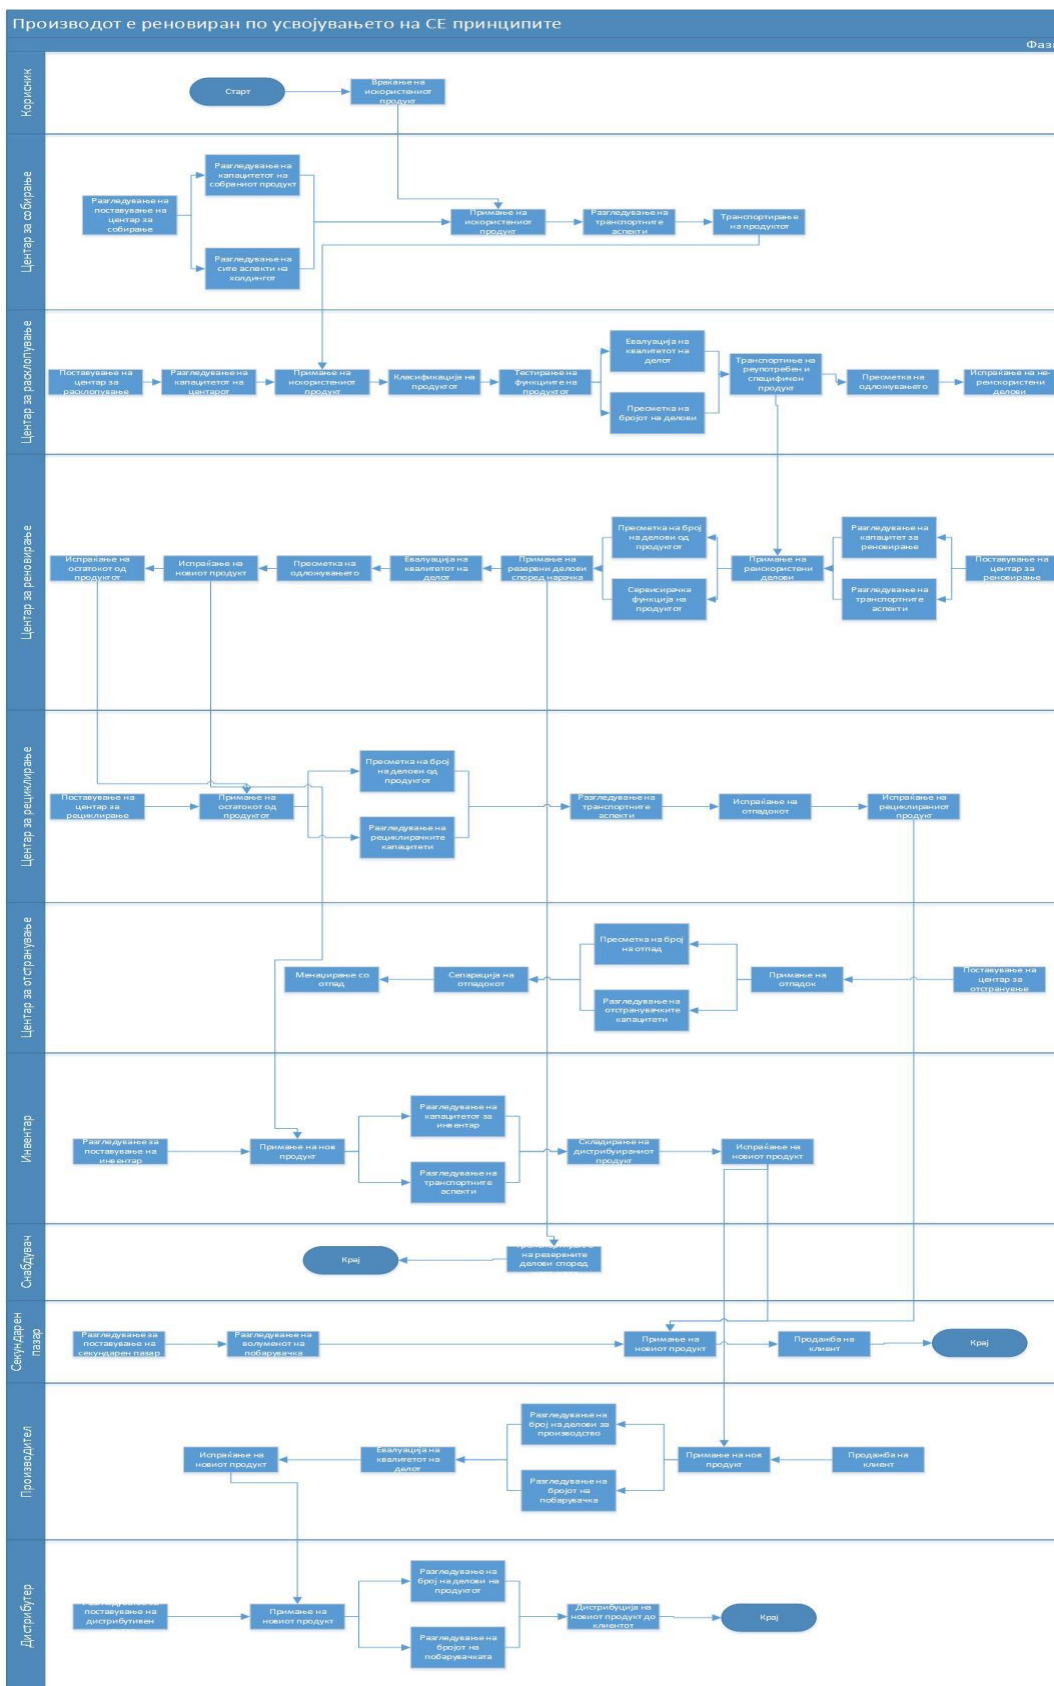 Производот е реновиран по усвојувањето на СЕ принципите
Фаз
Корисник
Старт
Враќање на
искористениот
продукт
Центар за собирање
Разгледување на
поставување на
центар за
собирање
Разгледување на
капацитетот на
собраниот продукт
Разгледување на
сите аспекти на
холдингот
Примање на
искористениот
продукт
Разгледување на
транспортните
аспекти
Транспортирање
на продуктот
Центар за расклопување
Поставување на
центар за
расклопување
Разгледување на
капацитетот на
центарот
Примање на
искористениот
продукт
Класификација на
продуктот
Тестирање на
функциите на
продуктот
Евалуација на
квалитетот на
делот
Пресметка на
бројот на делови
Транспортиње на
реупотребен и
специфичен
продукт
Пресметка на
одложувањето
Испраќање на не-
реискористени
делови
Центар за реновирање
Испраќање на
остатокот од
продуктот
Испраќање на
новиот продукт
Пресметка на
одложувањето
Евалуација на
квалитетот на
делот
Примање на
резервни делови
според нарачка
Пресметка на број
на делови од
продуктот
Сервисирачка
функција на
продуктот
Примање на
реискористени
делови
Разгледување на
капацитет за
реновирање
Разгледување на
транспортните
аспекти
Поставување на
центар за
реновирање
Центар за рециклирање
Поставување на
центар за
рециклирање
Примање на
остатокот од
продуктот
Пресметка на број
на делови од
продуктот
Разгледување на
рециклирачките
капацитети
Разгледување на
транспортните
аспекти
Испраќање на
отпадокот
Испраќање на
рециклираниот
продукт
Центар за отстранување
Менаџирање со
отпад
Сепарација на
отпадокот
Пресметка на број
на отпад
Разгледување на
отстранувачките
капацитети
Примање на
отпадок
Поставување на
центар за
отстранувње
Инвентар
Разгледување за
поставување на
инвентар
Примање на нов
продукт
Разгледување на
капацитетот за
инвентар
Разгледување на
транспортните
аспекти
Складирање на
дистрибуираниот
продукт
Испраќање на
новиот продукт
Снабдувач
Крај
на резервните
делови според
Секундарен
пазар
Разгледување за
поставување на
секундарен пазар
Разгледување на
волуменот на
побарувачка
Примање на
новиот продукт
Продажба на
клиент
Крај
Производител
Испраќање на
новиот продукт
Евалуација на
квалитетот на
делот
Разгледување на
број на делови за
производство
Разгледување на
бројот на
побарувачка
Примање на нов
продукт
Продажба на
клиент
Дистрибутер
поставување на
дистрибутивен
Примање на
новиот продукт
Разгледување на
број на делови на
продуктот
Разгледување на
бројот на
побарувачката
Дистрибуција на
новиот продукт до
клиентот
Крај